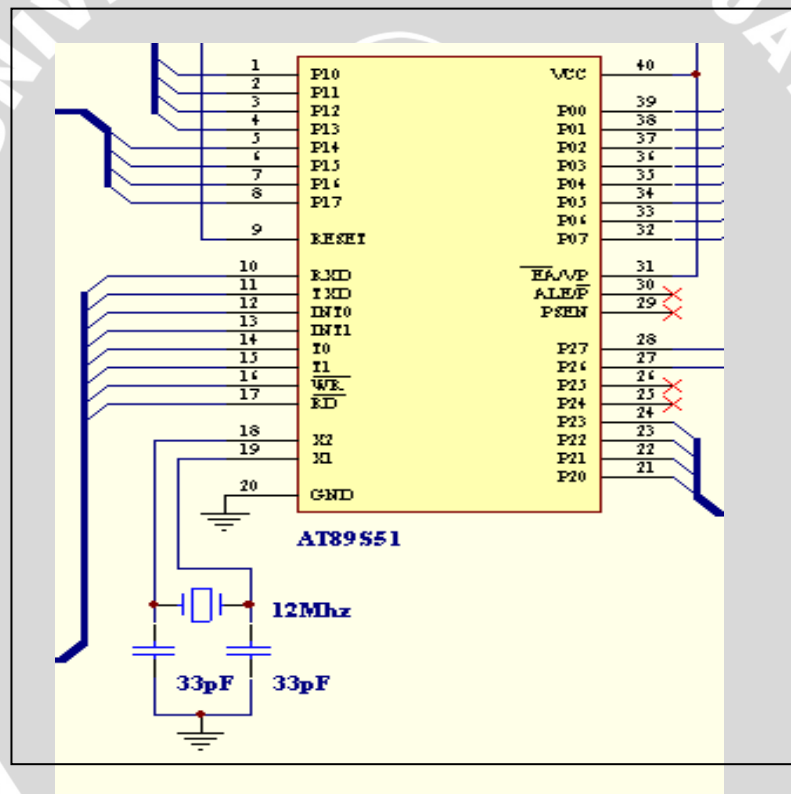 1 P10 VCC 40
2 P11
3 P12 P00 39
4 P13 P01 38
5 P14 P02 37
6 P15 P03 36
7 P16 P04 35
8 P17 P05 34
P06 33
9 RESET P07 32
10 RXD EA/VP 31
11 TXD ALE/P 30
12 INT0 PSEN 29
13 INT1
14 T0 P27 28
15 T1 P26 27
16 WR P25 26
17 RD P24 25
P23 24
18 X2 P22 23
19 X1 P21 22
P20 21
20 GND
AT89S51
12Mhz
33pF 33pF